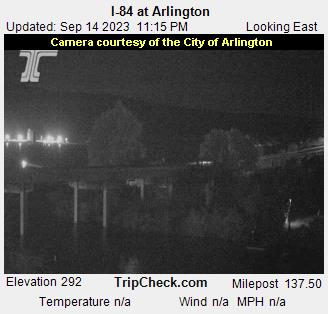 I-84 at Arlington
Updated: Sep 14 2023 11:15 PM Looking East
Camera courtesy of the City of Arlington
Elevation 292 TripCheck.com Milepost 137.50
Temperature n/a Wind n/a MPH n/a